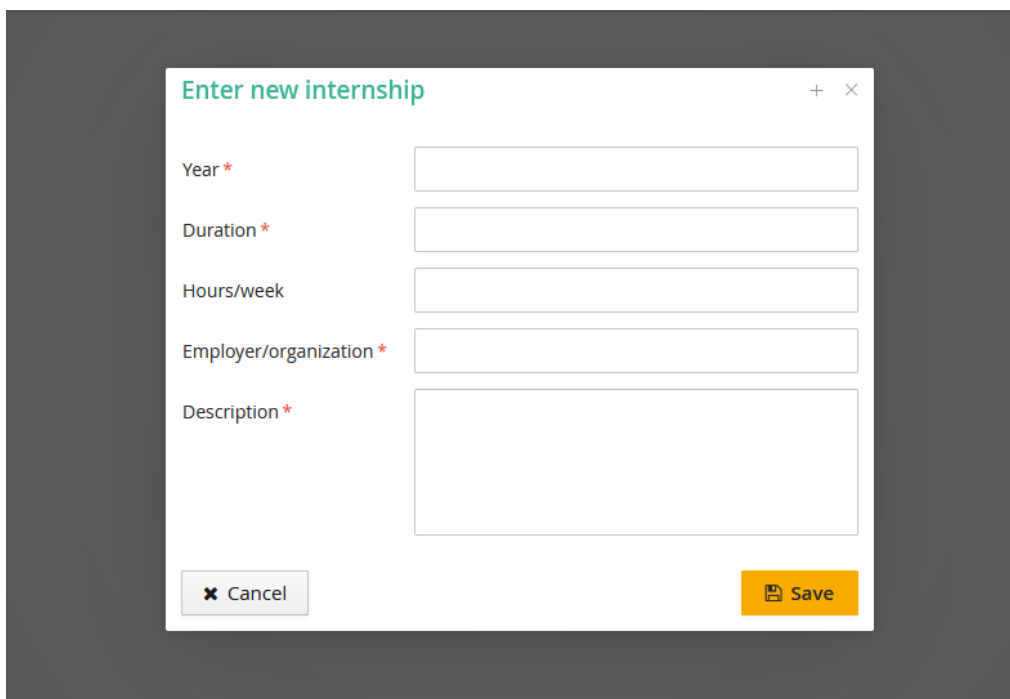 Enter new internship
Year *
Duration *
Hours/week
Employer/organization *
Description *
Cancel
Save